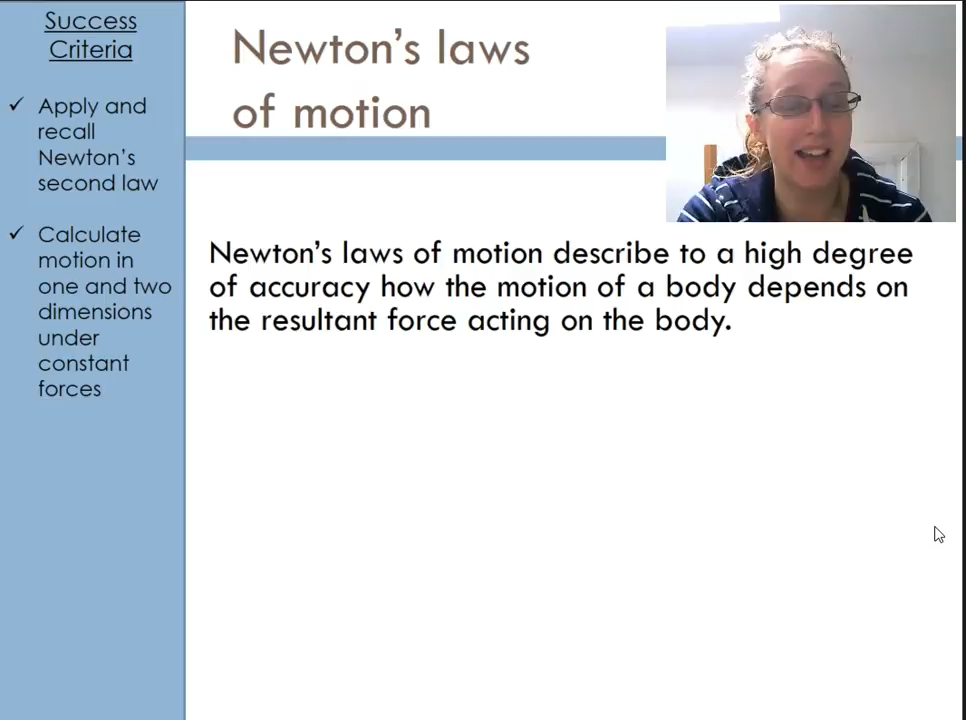 Success
Criteria
✓ Apply and
recall
Newton's
second law
✓ Calculate
motion in
one and two
dimensions
under
constant
forces
Newton's laws
of motion
Newton's laws of motion describe to a high degree
of accuracy how the motion of a body depends on
the resultant force acting on the body.